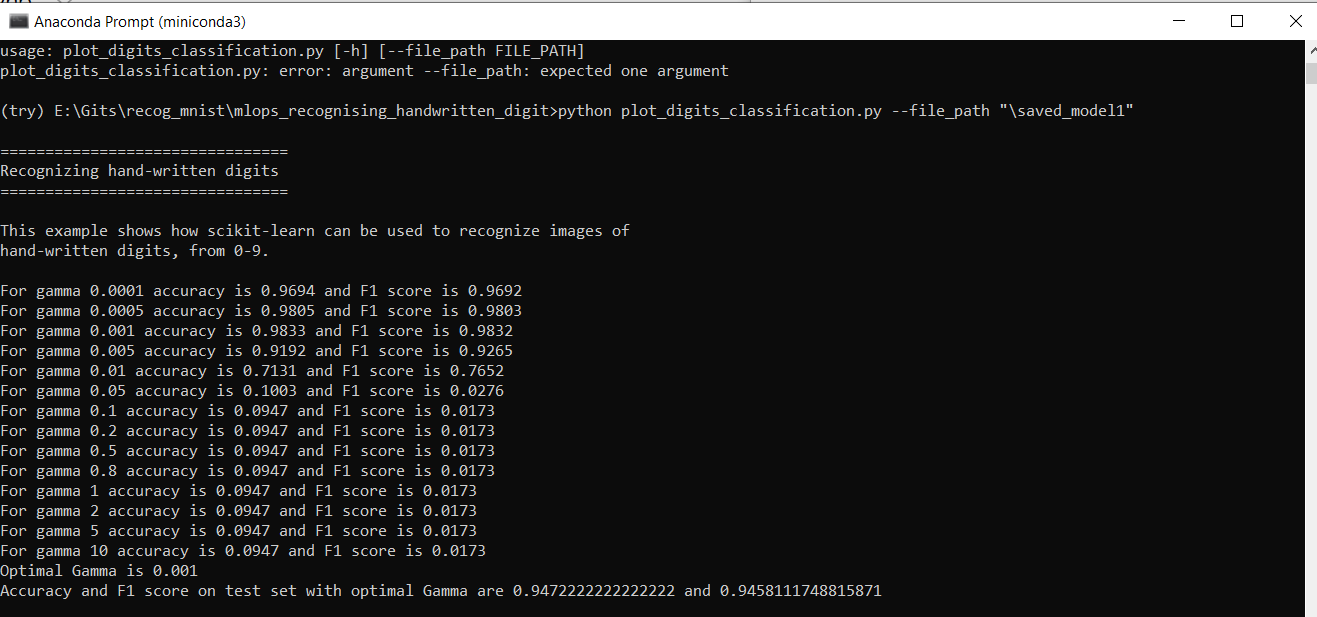 Anaconda Prompt (miniconda3)
usage: plot_digits_classification.py [-h] [--file_path FILE_PATH]
plot_digits_classification.py: error: argument --file_path: expected one argument
(try) E:\Gits\recog_mnist\mlops_recognising_handwritten_digit>python plot_digits_classification.py --file_path "\saved_model1"
================================
Recognizing hand-written digits
================================
This example shows how scikit-learn can be used to recognize images of
hand-written digits, from 0-9.
For gamma 0.0001 accuracy is 0.9694 and F1 score is 0.9692
For gamma 0.0005 accuracy is 0.9805 and F1 score is 0.9803
For gamma 0.001 accuracy is 0.9833 and F1 score is 0.9832
For gamma 0.005 accuracy is 0.9192 and F1 score is 0.9265
For gamma 0.01 accuracy is 0.7131 and F1 score is 0.7652
For gamma 0.05 accuracy is 0.1003 and F1 score is 0.0276
For gamma 0.1 accuracy is 0.0947 and F1 score is 0.0173
For gamma 0.2 accuracy is 0.0947 and F1 score is 0.0173
For gamma 0.5 accuracy is 0.0947 and F1 score is 0.0173
For gamma 0.8 accuracy is 0.0947 and F1 score is 0.0173
For gamma 1 accuracy is 0.0947 and F1 score is 0.0173
For gamma 2 accuracy is 0.0947 and F1 score is 0.0173
For gamma 5 accuracy is 0.0947 and F1 score is 0.0173
For gamma 10 accuracy is 0.0947 and F1 score is 0.0173
Optimal Gamma is 0.001
Accuracy and F1 score on test set with optimal Gamma are 0.9472222222222222 and 0.9458111748815871